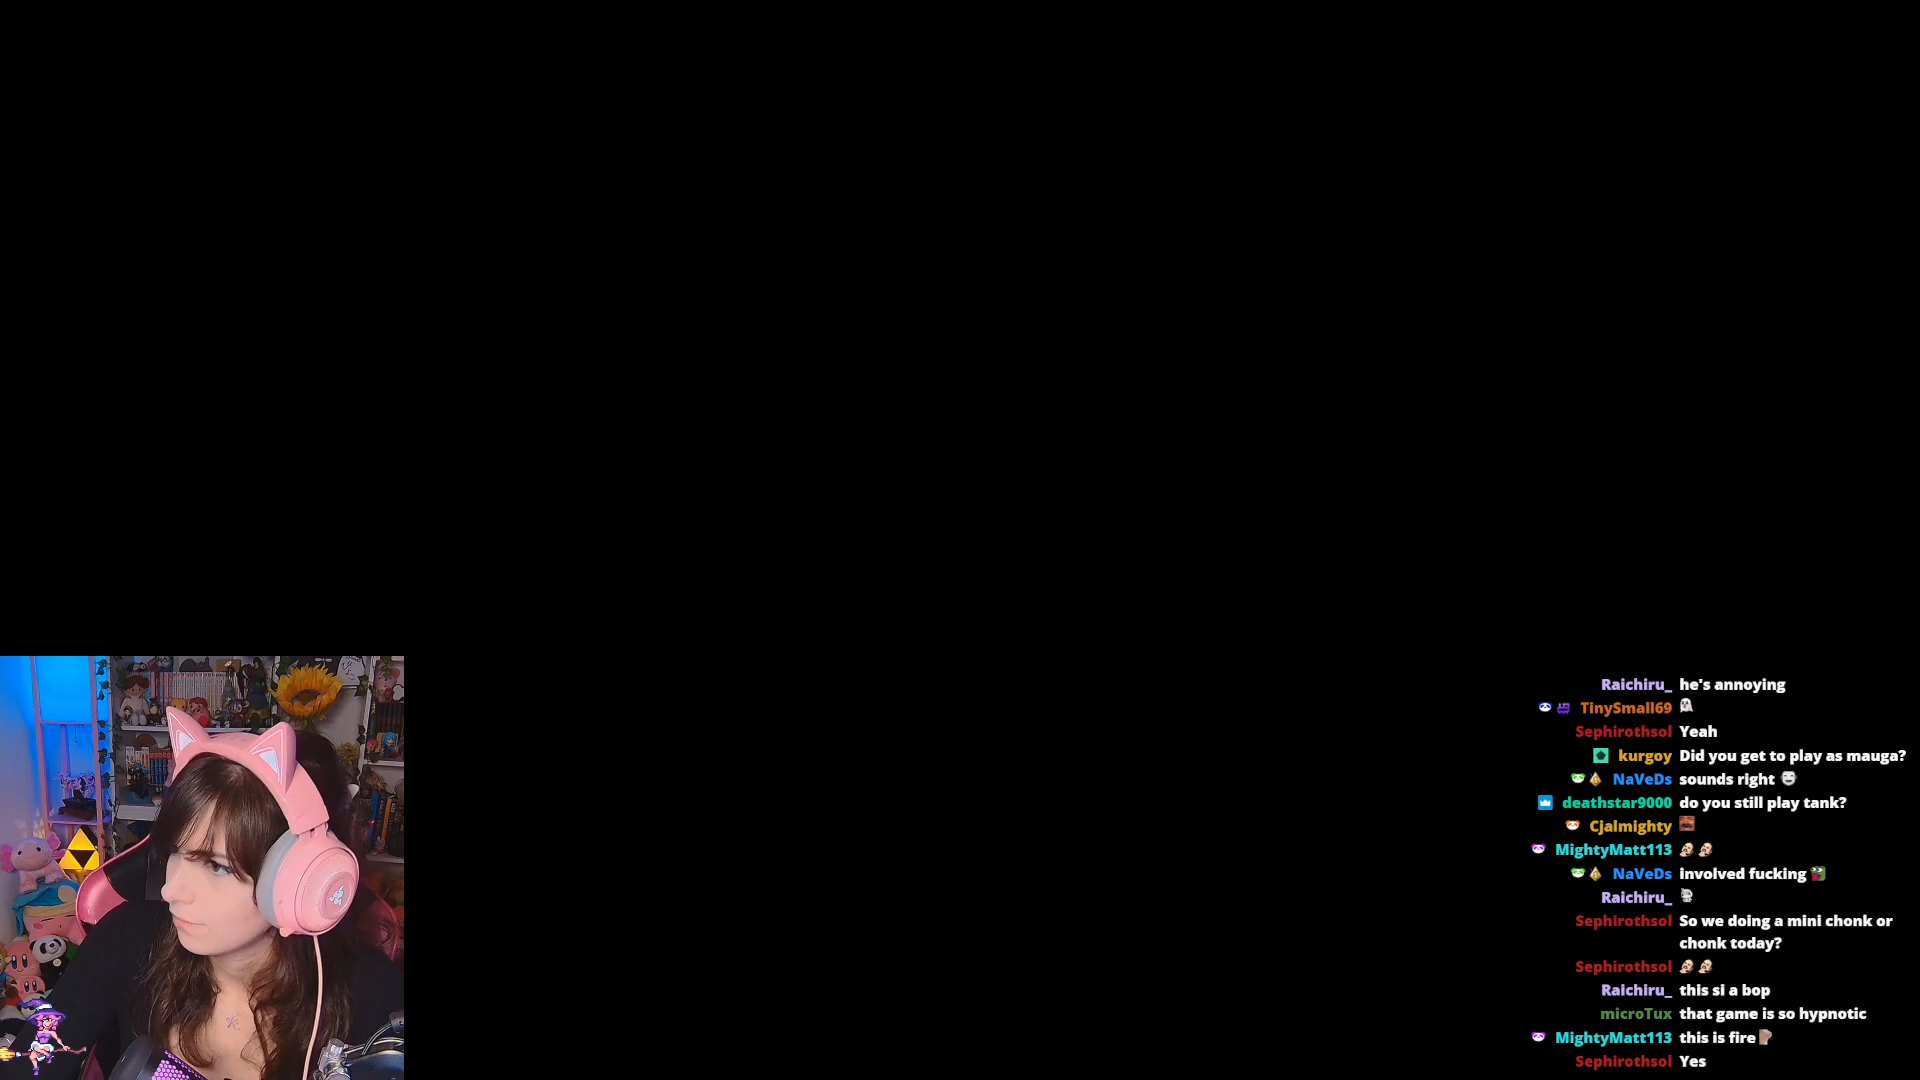 Raichiru_ he's annoying
TinySmall69
Sephirothsol Yeah
kurgoy Did you get to play as mauga?
NaVeDs sounds right
deathstar9000 do you still play tank?
Cjalmighty
MightyMatt113
NaVeDs involved fucking
Raichiru_
Sephirothsol So we doing a mini chonk or
chonk today?
Sephirothsol
Raichiru_ this si a bop
microTux that game is so hypnotic
MightyMatt113 this is fire
Sephirothsol Yes